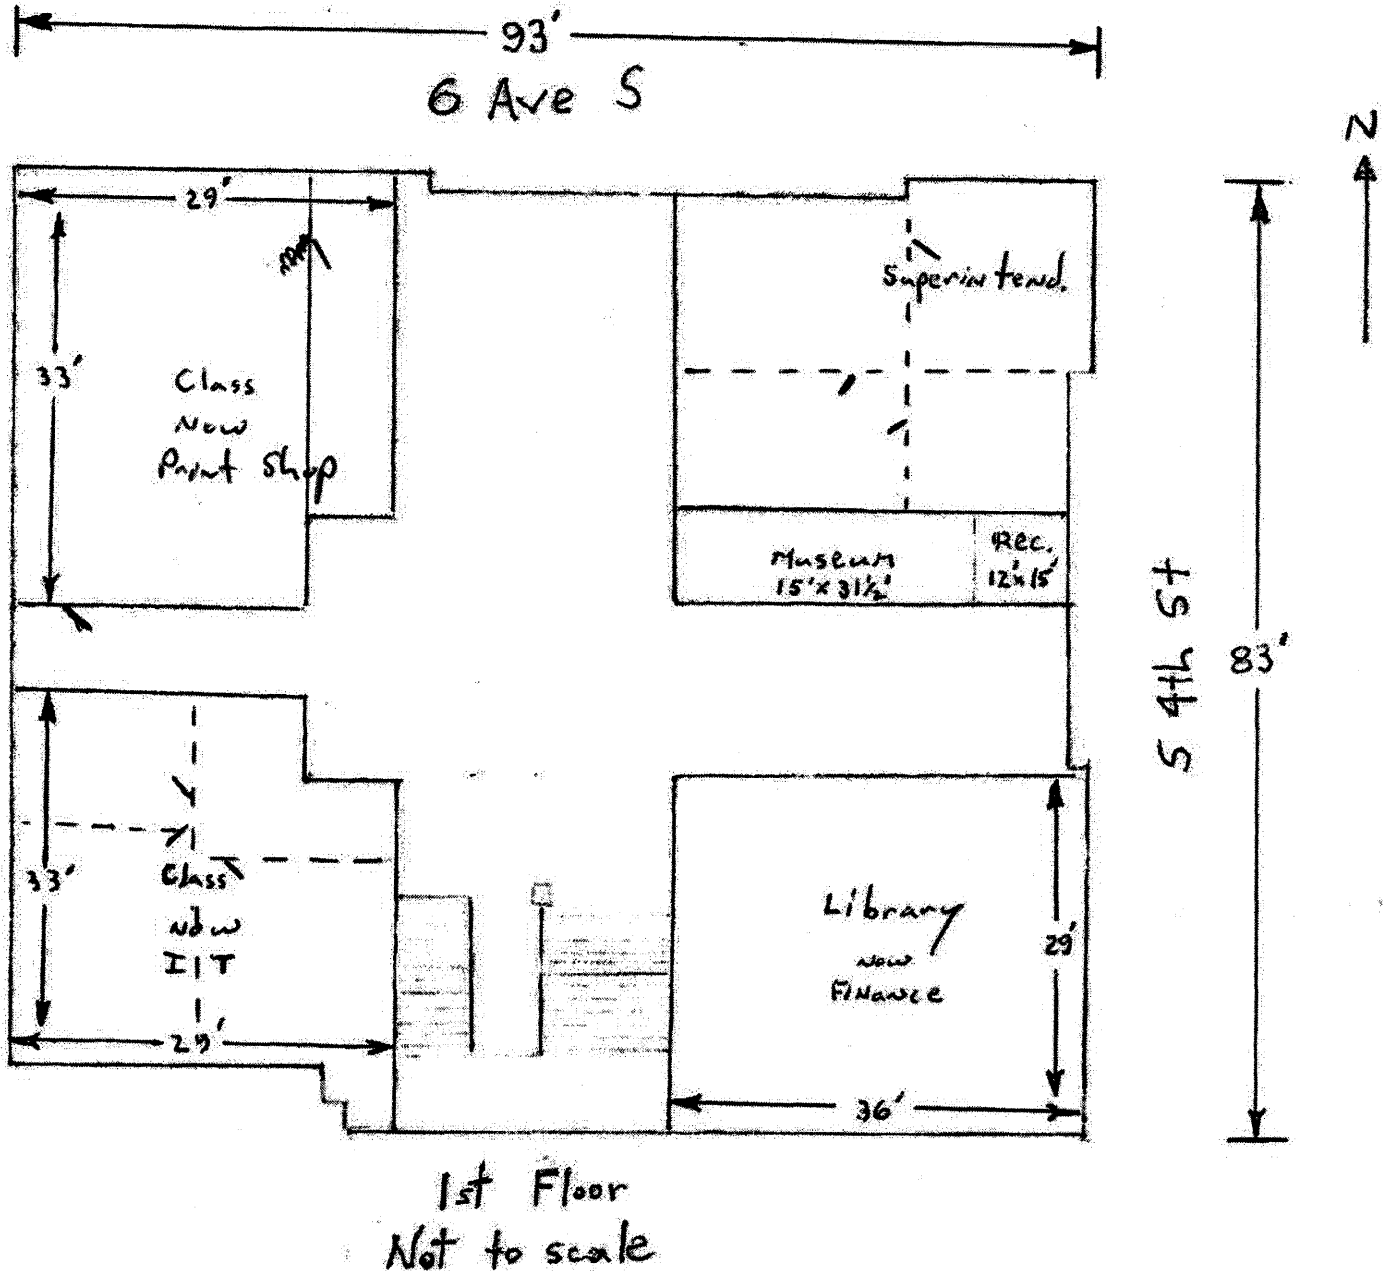 93'
6 Ave S
N
29'
33'
Class
Now
Print Shop
Superintend.
Museum
15' x 31½'
Rec.
12' x 15'
S 4th St
83'
33'
Class
Now
I T
29'
Library
Now
Finance
29'
36'
1st Floor
Not to scale